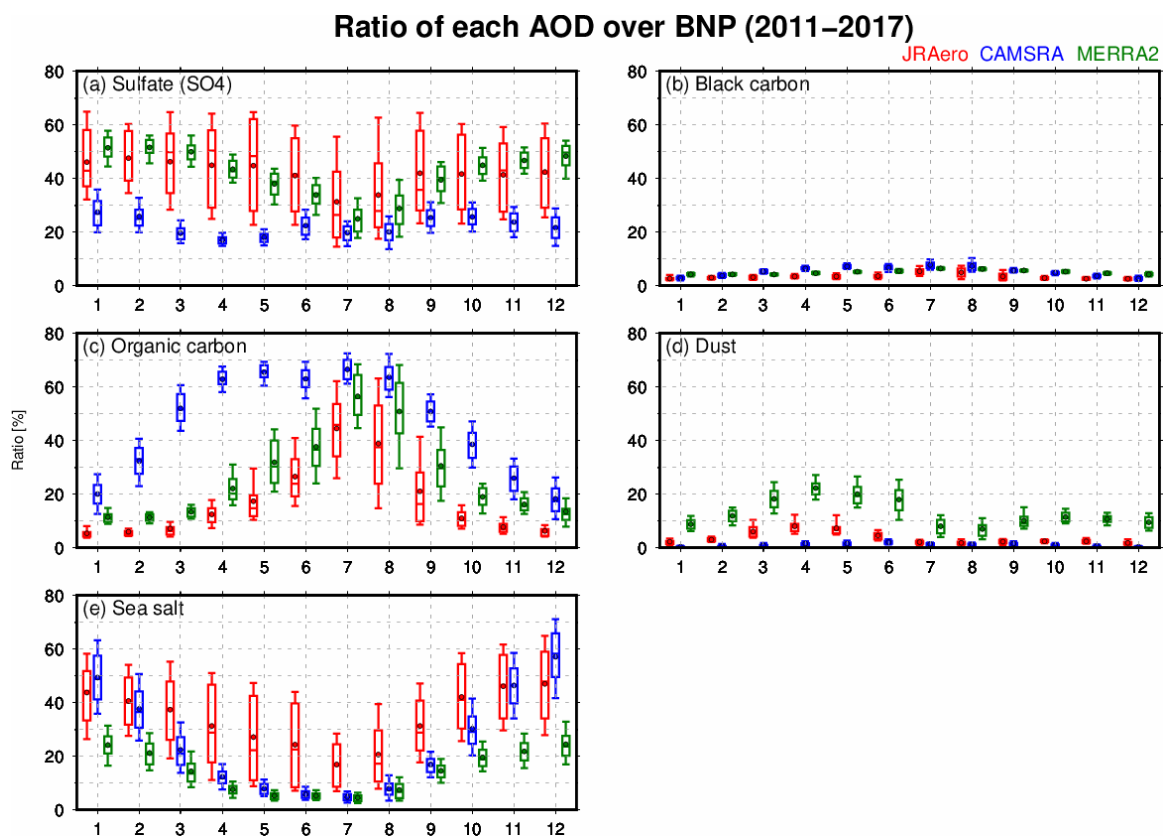 Ratio of each AOD over BNP (2011−2017)
JRAero CAMSRA MERRA2
(a) Sulfate (SO4)
80
60
40
20
0
1 2 3 4 5 6 7 8 9 10 11 12
(b) Black carbon
80
60
40
20
0
1 2 3 4 5 6 7 8 9 10 11 12
Ratio [%]
(c) Organic carbon
80
60
40
20
0
1 2 3 4 5 6 7 8 9 10 11 12
(d) Dust
80
60
40
20
0
1 2 3 4 5 6 7 8 9 10 11 12
(e) Sea salt
80
60
40
20
0
1 2 3 4 5 6 7 8 9 10 11 12